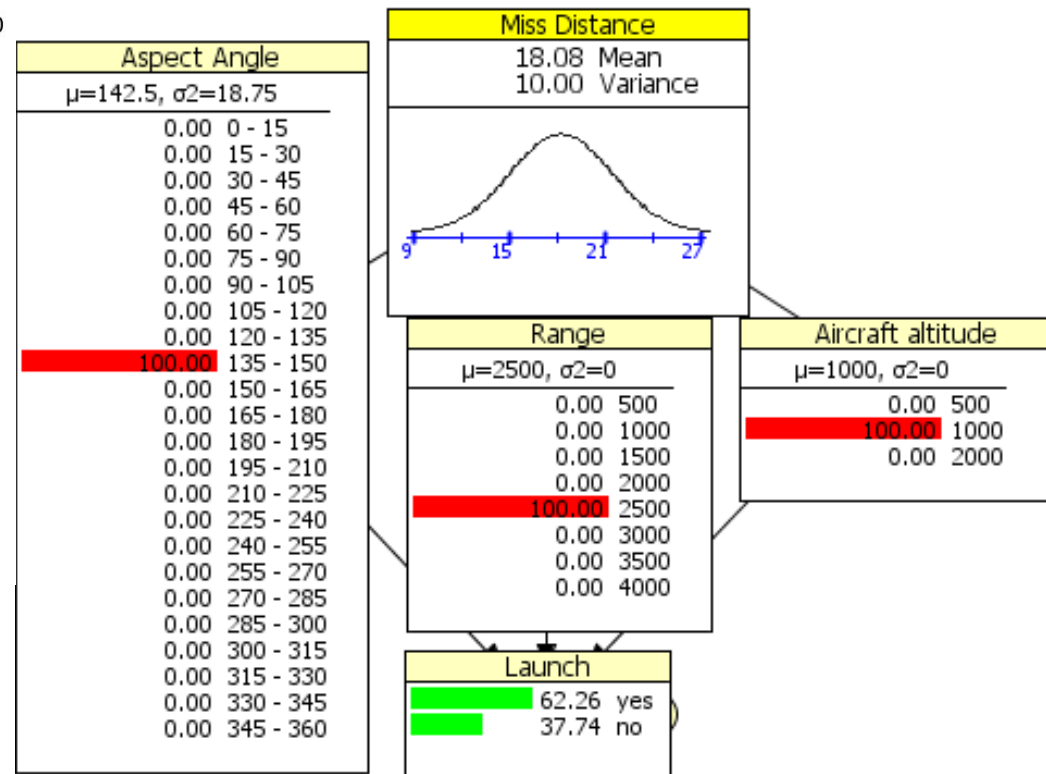 Aspect Angle
μ=142.5, σ2=18.75
0.00 0 - 15
0.00 15 - 30
0.00 30 - 45
0.00 45 - 60
0.00 60 - 75
0.00 75 - 90
0.00 90 - 105
0.00 105 - 120
0.00 120 - 135
100.00 135 - 150
0.00 150 - 165
0.00 165 - 180
0.00 180 - 195
0.00 195 - 210
0.00 210 - 225
0.00 225 - 240
0.00 240 - 255
0.00 255 - 270
0.00 270 - 285
0.00 285 - 300
0.00 300 - 315
0.00 315 - 330
0.00 330 - 345
0.00 345 - 360
Miss Distance
18.08 Mean
10.00 Variance
9 15 21 27
Range
μ=2500, σ2=0
0.00 500
0.00 1000
0.00 1500
0.00 2000
100.00 2500
0.00 3000
0.00 3500
0.00 4000
Aircraft altitude
μ=1000, σ2=0
0.00 500
100.00 1000
0.00 2000
Launch
62.26 yes
37.74 no